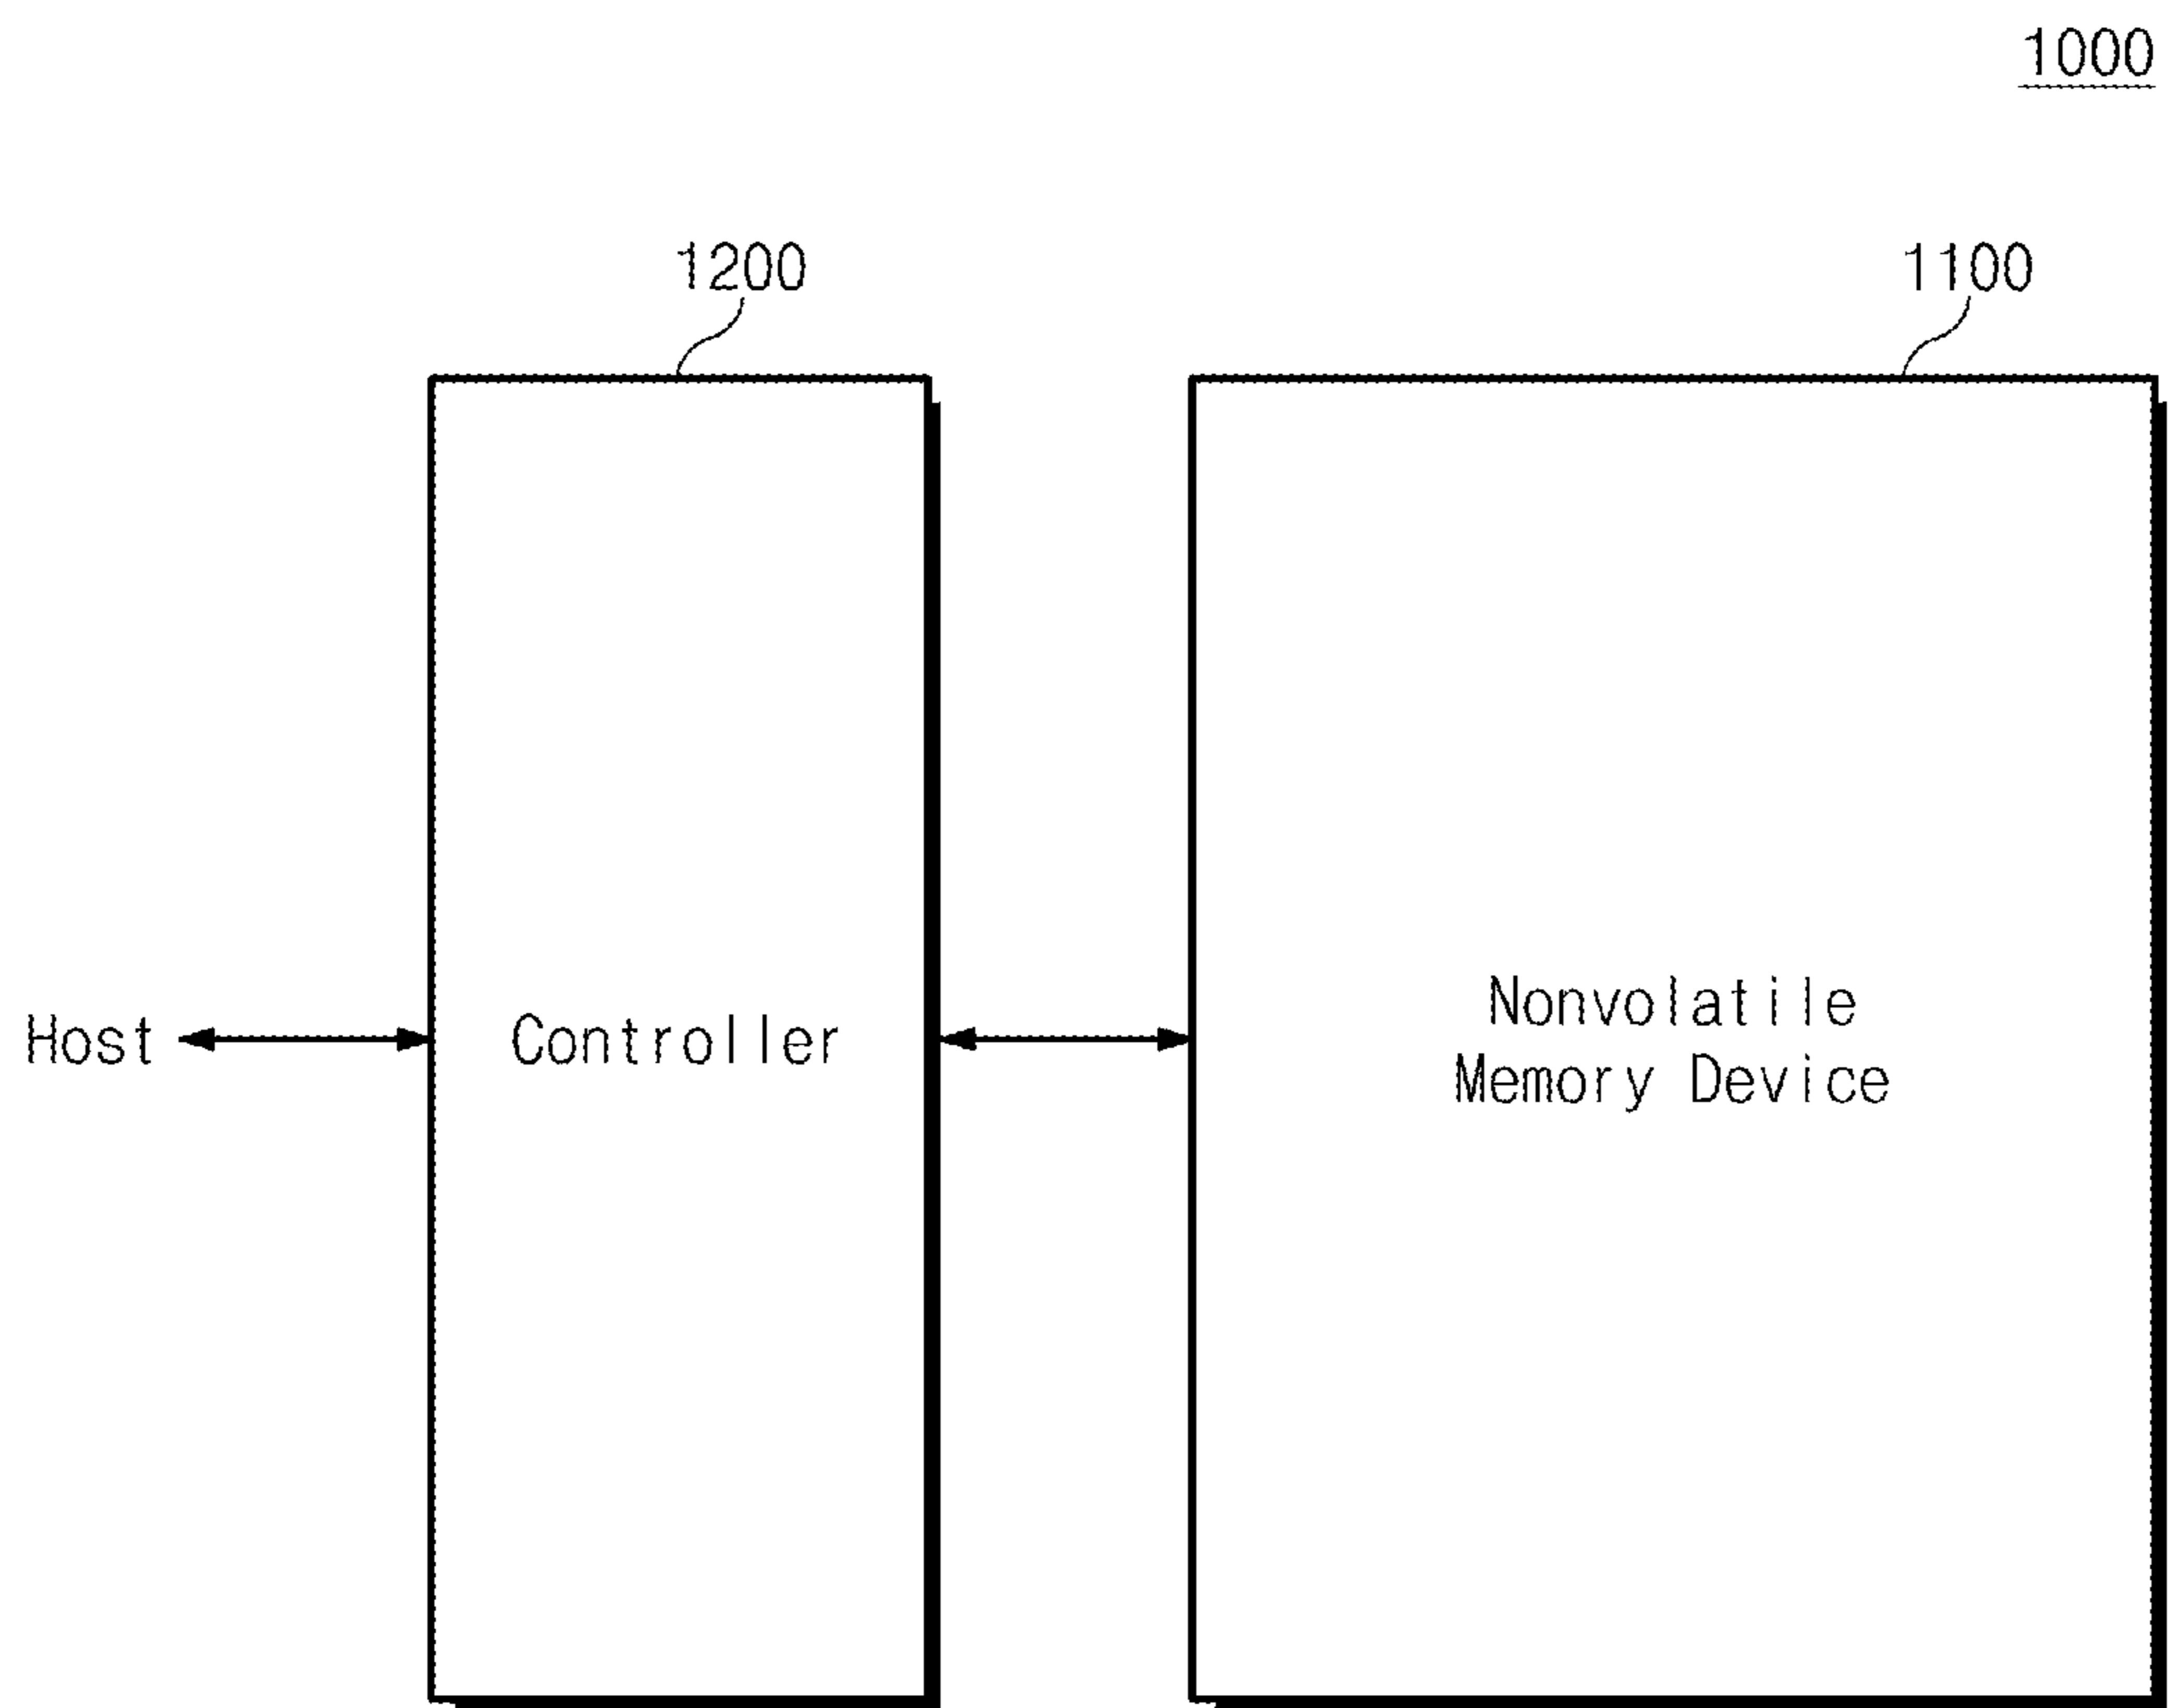 1000
1200
1100
Host
Controller
Nonvolatile
Memory Device